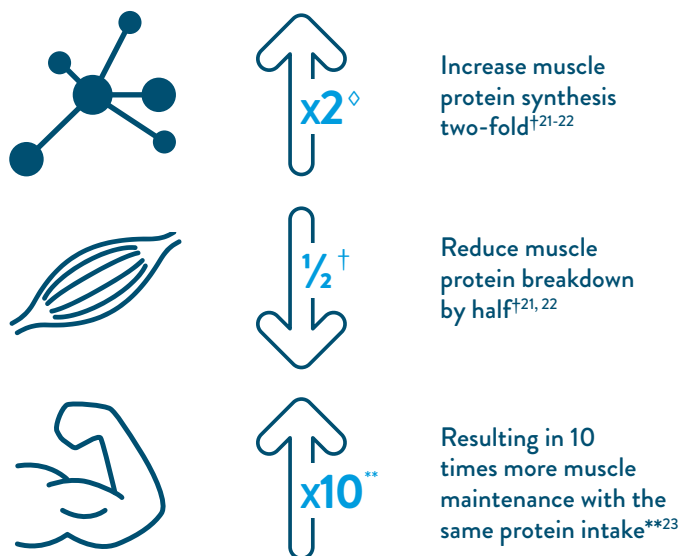 x2◊
Increase muscle
protein synthesis
two-fold†21-22
½†
Reduce muscle
protein breakdown
by half†21, 22
x10**
Resulting in 10
times more muscle
maintenance with the
same protein intake**23